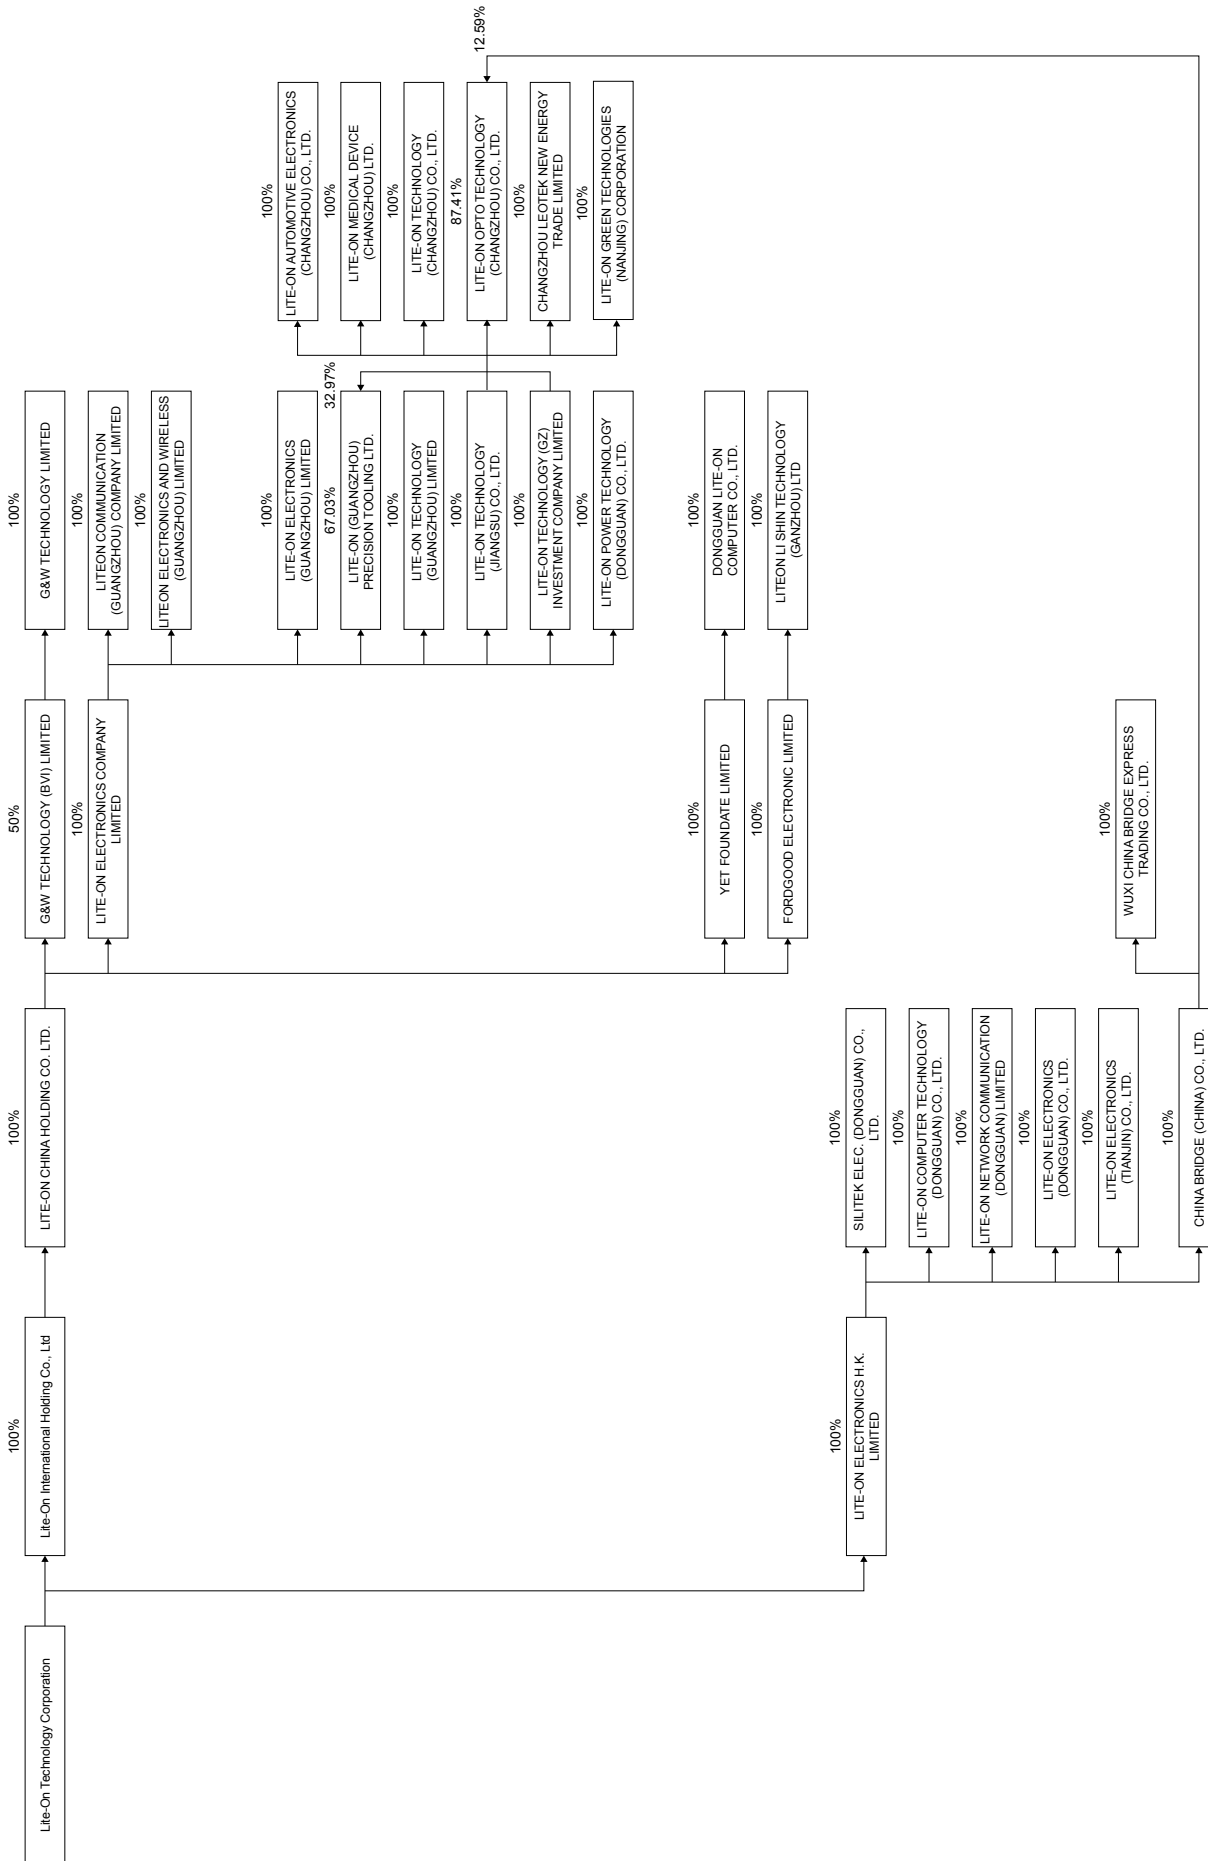 Lite-On Technology Corporation
100%
Lite-On International Holding Co., Ltd
100%
LITE-ON ELECTRONICS H.K.
LIMITED
100%
LITE-ON CHINA HOLDING CO. LTD.
100%
SILITEK ELEC. (DONGGUAN) CO.,
LTD.
100%
LITE-ON COMPUTER TECHNOLOGY
(DONGGUAN) CO., LTD.
100%
LITE-ON NETWORK COMMUNICATION
(DONGGUAN) LIMITED
100%
LITE-ON ELECTRONICS
(DONGGUAN) CO., LTD.
100%
LITE-ON ELECTRONICS
(TIANJIN) CO., LTD.
100%
CHINA BRIDGE (CHINA) CO., LTD.
50%
G&W TECHNOLOGY (BVI) LIMITED
100%
LITE-ON ELECTRONICS COMPANY
LIMITED
100%
YET FOUNDATE LIMITED
100%
FORDGOOD ELECTRONIC LIMITED
100%
WUXI CHINA BRIDGE EXPRESS
TRADING CO., LTD.
100%
G&W TECHNOLOGY LIMITED
100%
LITEON COMMUNICATION
(GUANGZHOU) COMPANY LIMITED
100%
LITEON ELECTRONICS AND WIRELESS
(GUANGZHOU) LIMITED
100%
LITE-ON ELECTRONICS
(GUANGZHOU) LIMITED
67.03%
32.97%
LITE-ON (GUANGZHOU)
PRECISION TOOLING LTD.
100%
LITE-ON TECHNOLOGY
(GUANGZHOU) LIMITED
100%
LITE-ON TECHNOLOGY
(JIANGSU) CO., LTD.
100%
LITE-ON TECHNOLOGY (GZ)
INVESTMENT COMPANY LIMITED
100%
LITE-ON POWER TECHNOLOGY
(DONGGUAN) CO., LTD.
100%
DONGGUAN LITE-ON
COMPUTER CO., LTD.
100%
LITEON LI SHIN TECHNOLOGY
(GANZHOU) LTD
100%
LITE-ON AUTOMOTIVE ELECTRONICS
(CHANGZHOU) CO., LTD.
100%
LITE-ON MEDICAL DEVICE
(CHANGZHOU) LTD.
100%
LITE-ON TECHNOLOGY
(CHANGZHOU) CO., LTD.
87.41%
12.59%
LITE-ON OPTO TECHNOLOGY
(CHANGZHOU) CO., LTD.
100%
CHANGZHOU LEOTEK NEW ENERGY
TRADE LIMITED
100%
LITE-ON GREEN TECHNOLOGIES
(NANJING) CORPORATION